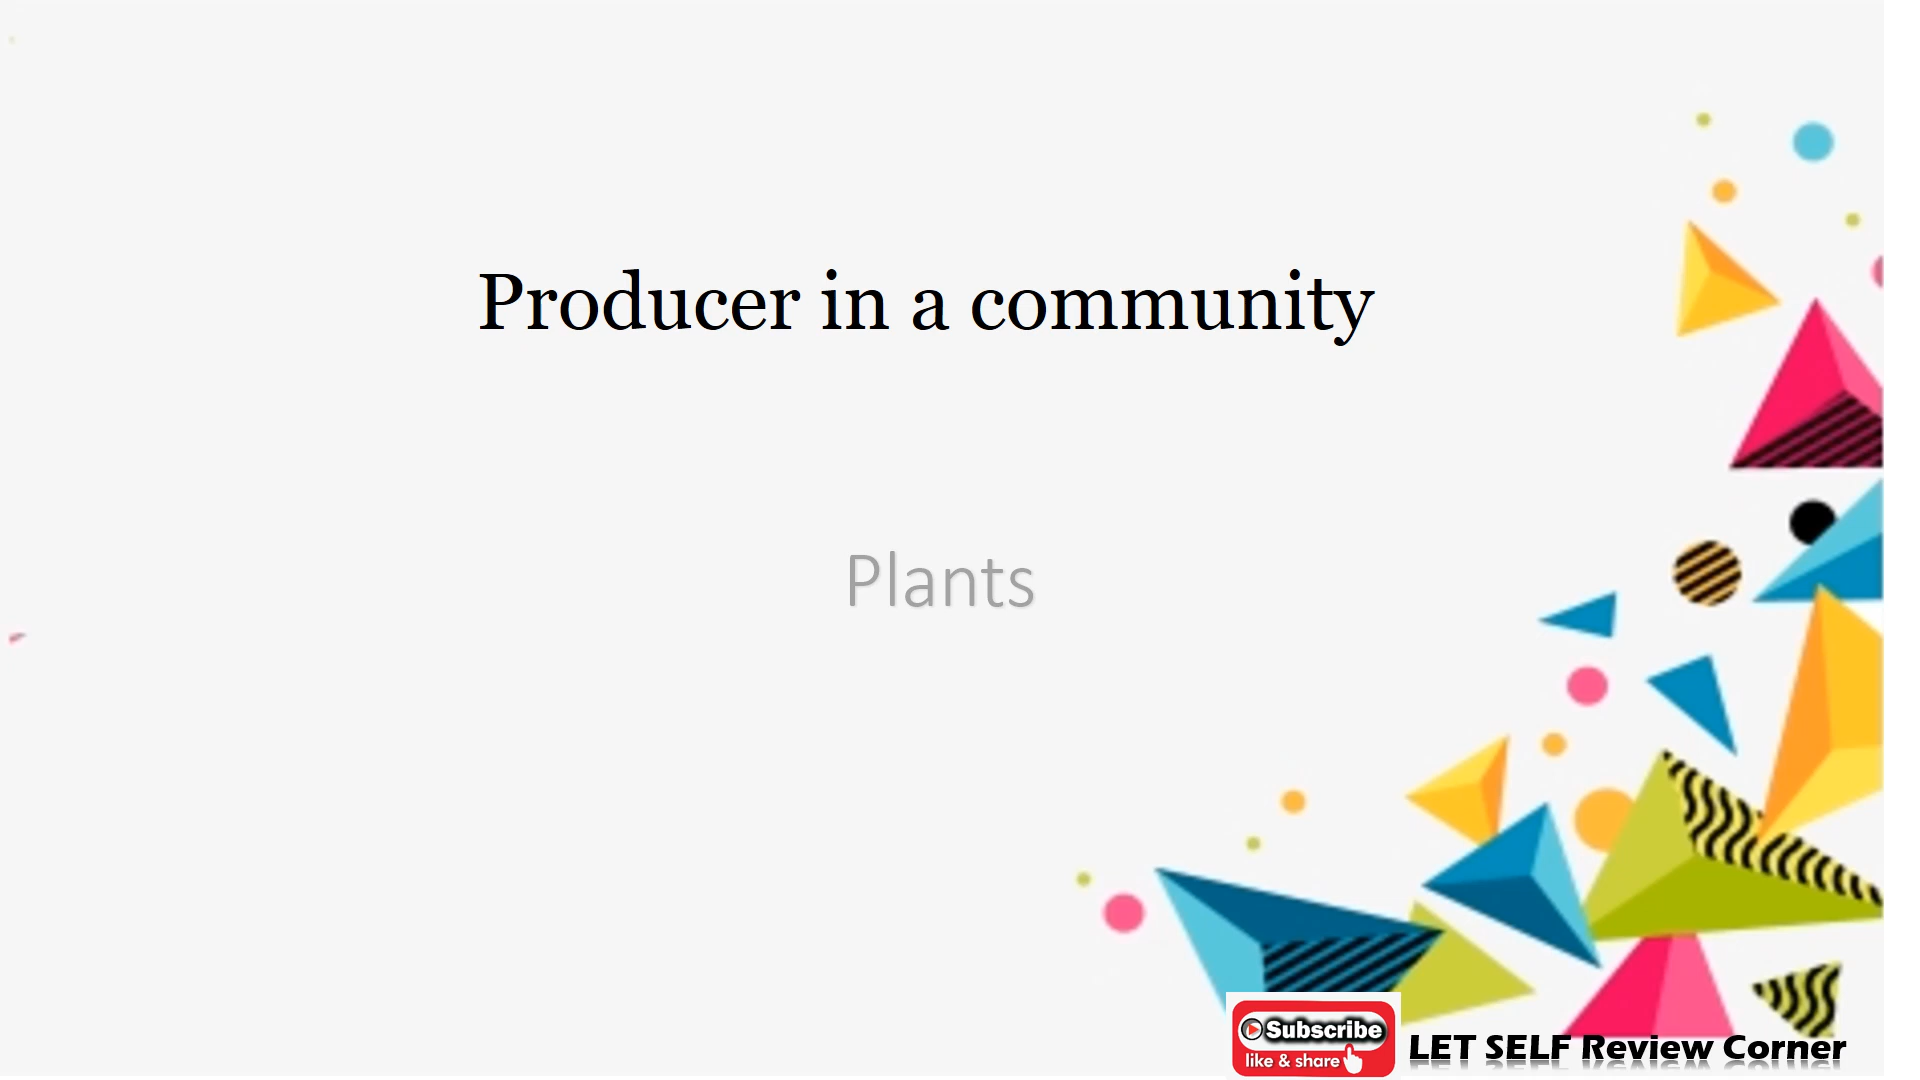 Producer in a community
Plants
Subscribe
like & share
LET SELF Review Corner